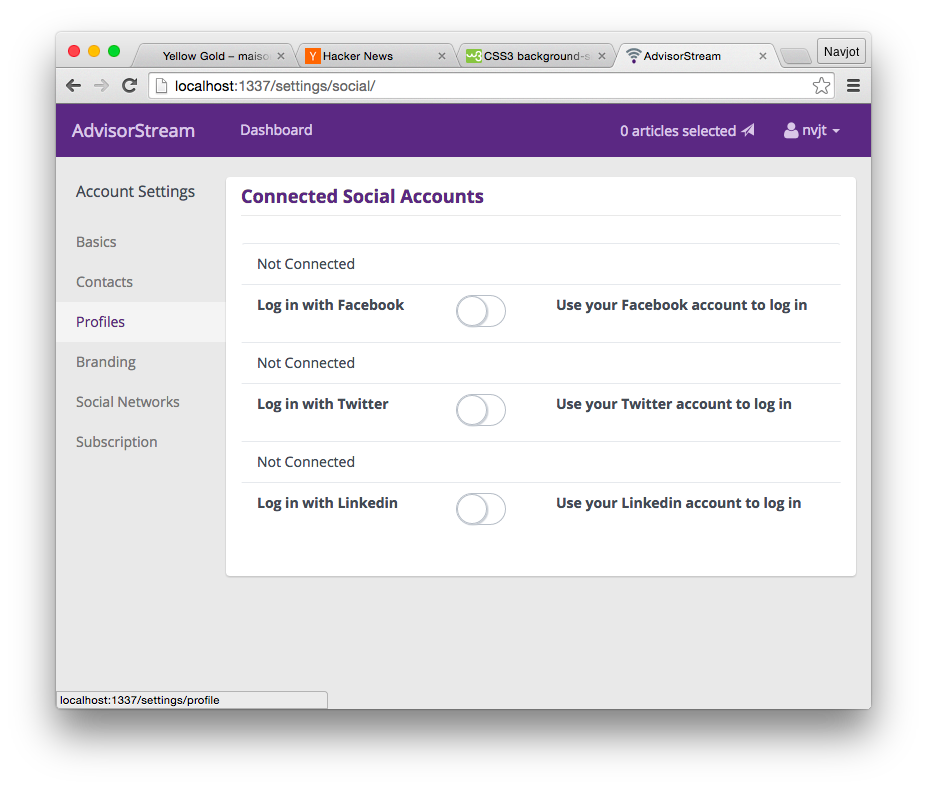 Yellow Gold – maiso
Hacker News
CSS3 background-s
AdvisorStream
Navjot
localhost:1337/settings/social/
AdvisorStream
Dashboard
0 articles selected
nvjt
Account Settings
Basics
Contacts
Profiles
Branding
Social Networks
Subscription
Connected Social Accounts
Not Connected
Log in with Facebook
Use your Facebook account to log in
Not Connected
Log in with Twitter
Use your Twitter account to log in
Not Connected
Log in with Linkedin
Use your Linkedin account to log in
localhost:1337/settings/profile